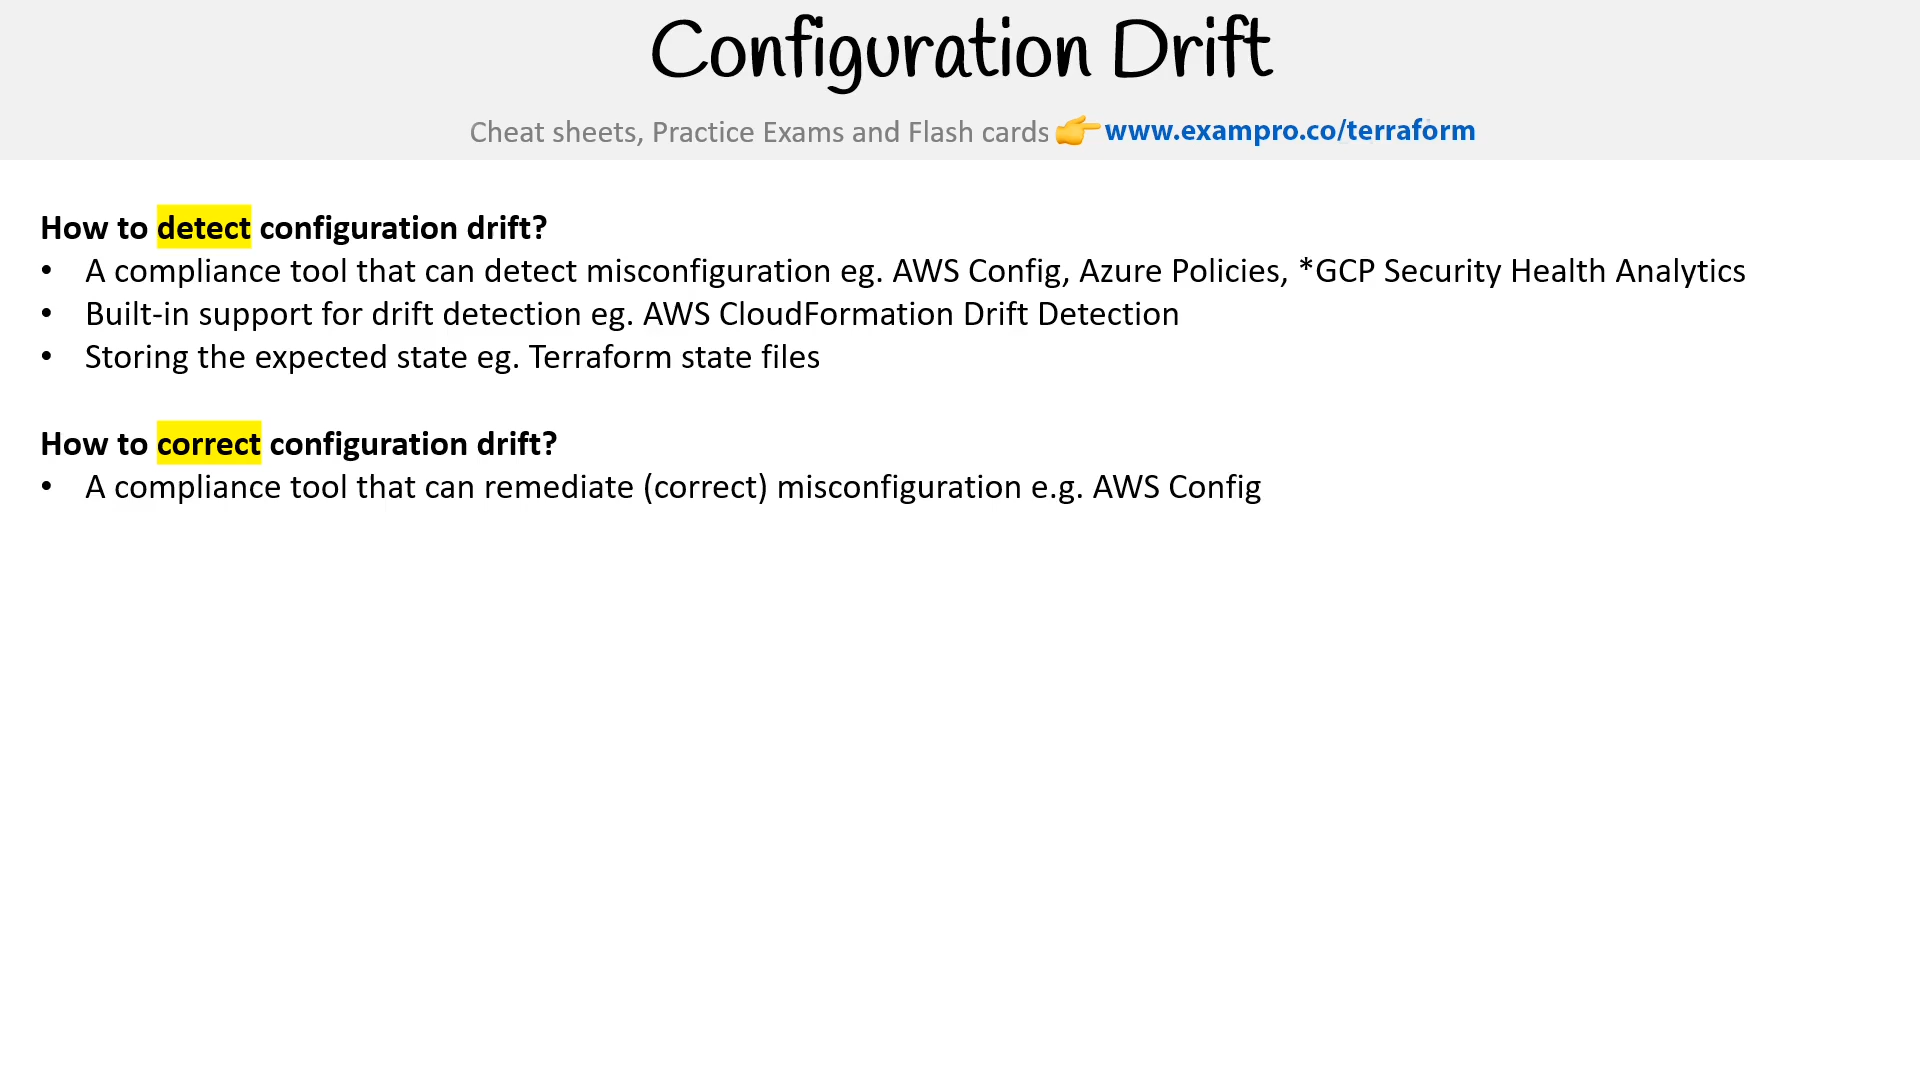 Configuration Drift
Cheat sheets, Practice Exams and Flash cards 👉 www.exampro.co/terraform
How to detect configuration drift?
• A compliance tool that can detect misconfiguration eg. AWS Config, Azure Policies, *GCP Security Health Analytics
• Built-in support for drift detection eg. AWS CloudFormation Drift Detection
• Storing the expected state eg. Terraform state files
How to correct configuration drift?
• A compliance tool that can remediate (correct) misconfiguration e.g. AWS Config